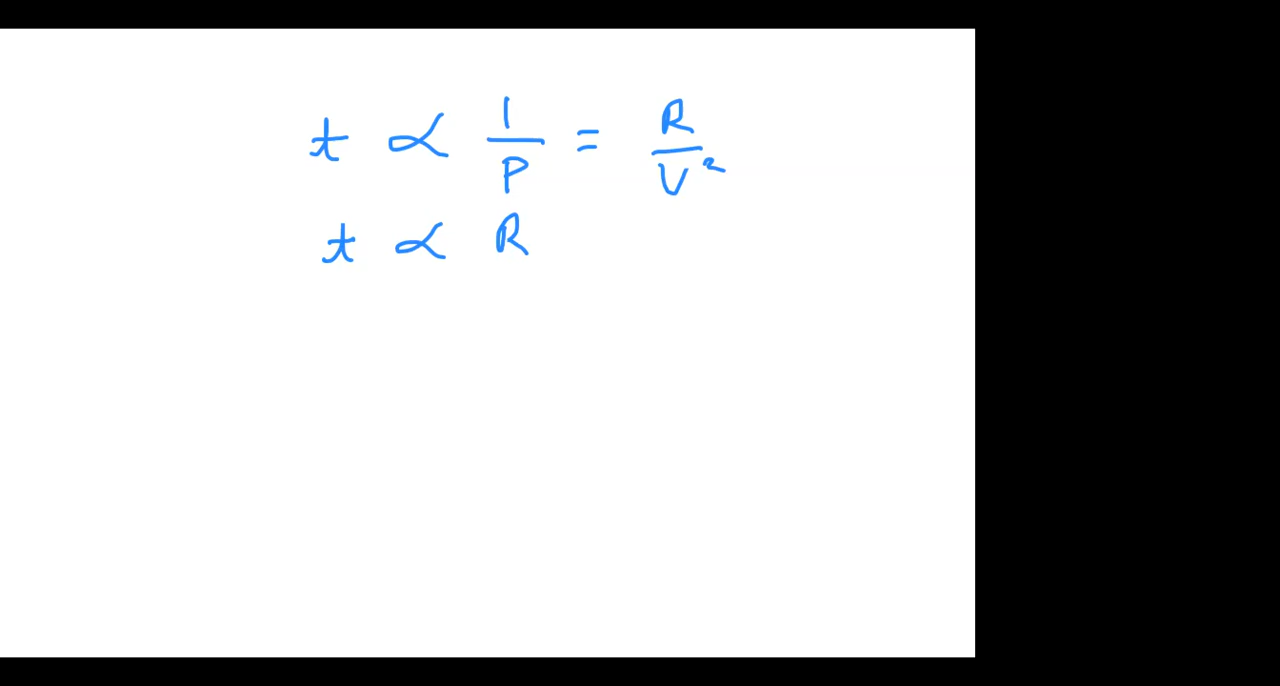 t ∝ 1/P = R/V²
t ∝ R